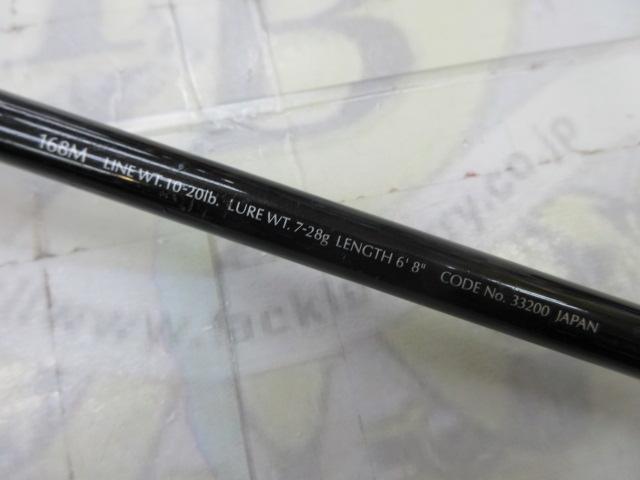 168M LINE WT. 10-20lb. LURE WT. 7-28g LENGTH 6' 8" CODE No. 33200 JAPAN